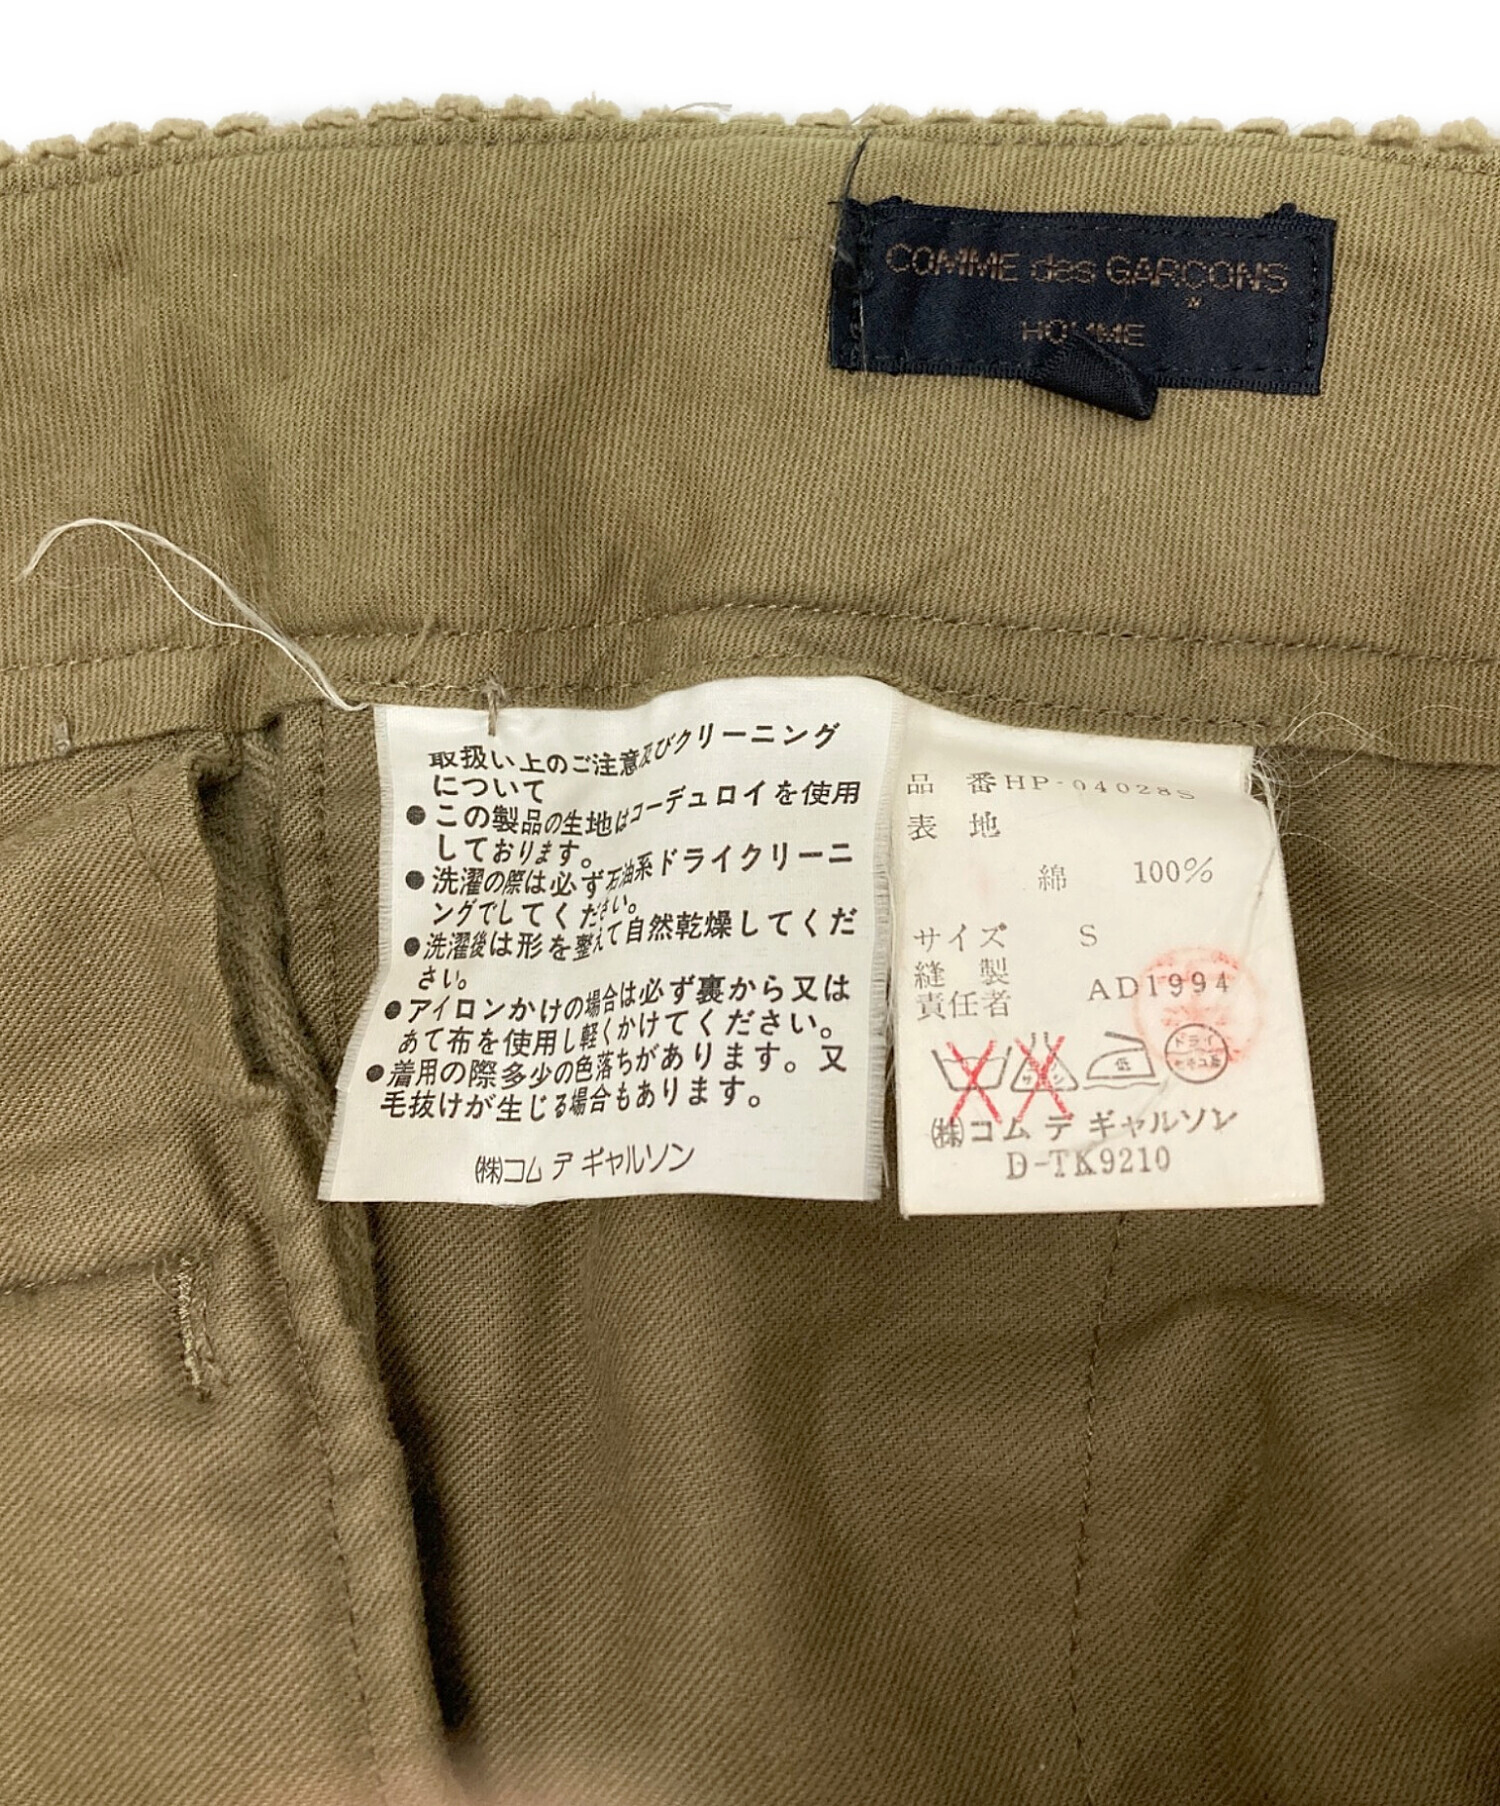 COMME des GARÇONS
HOMME
取扱い上のご注意及びクリーニング
について
●この製品の生地はコーデュロイを使用
しております。
●洗濯の際は必ず石油系ドライクリーニ
ングでしてください。
●洗濯後は形を整えて自然乾燥してくだ
さい。
●アイロンかけの場合は必ず裏から又は
あて布を使用し軽くかけてください。
●着用の際多少の色落ちがあります。又
毛抜けが生じる場合もあります。
㈱コム デ ギャルソン
品 番 HP-04028S
表 地
綿 100%
サイズ S
縫 製
責任者 AD1994
低 ドライ
セキユ系
㈱コム デ ギャルソン
D-TK9210